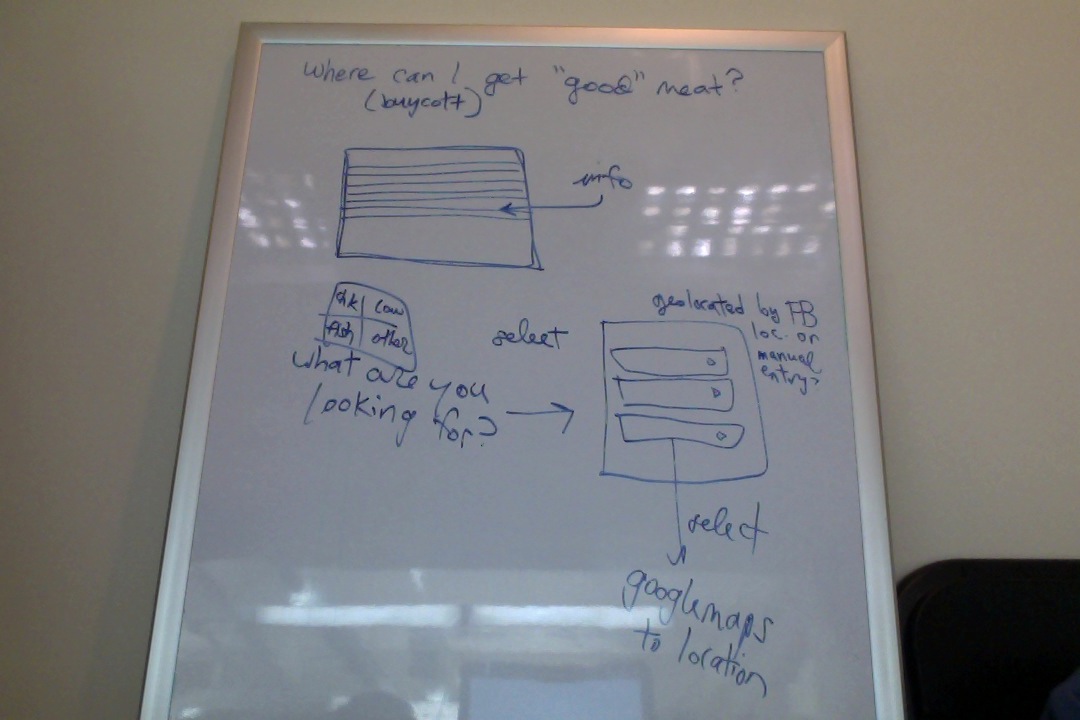 Where can I get "good" meat?
(buycott)
info
chk | cow
fish | other
select
What are you
looking for?
geolocated by FB
loc. or
manual
entry?
select
googlemaps
to location